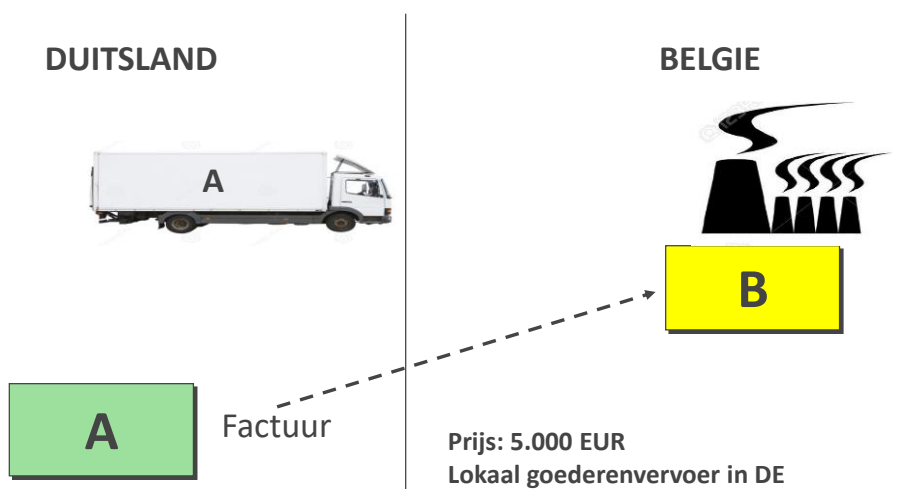 DUITSLAND
BELGIE
A
B
A
Factuur
Prijs: 5.000 EUR
Lokaal goederenvervoer in DE